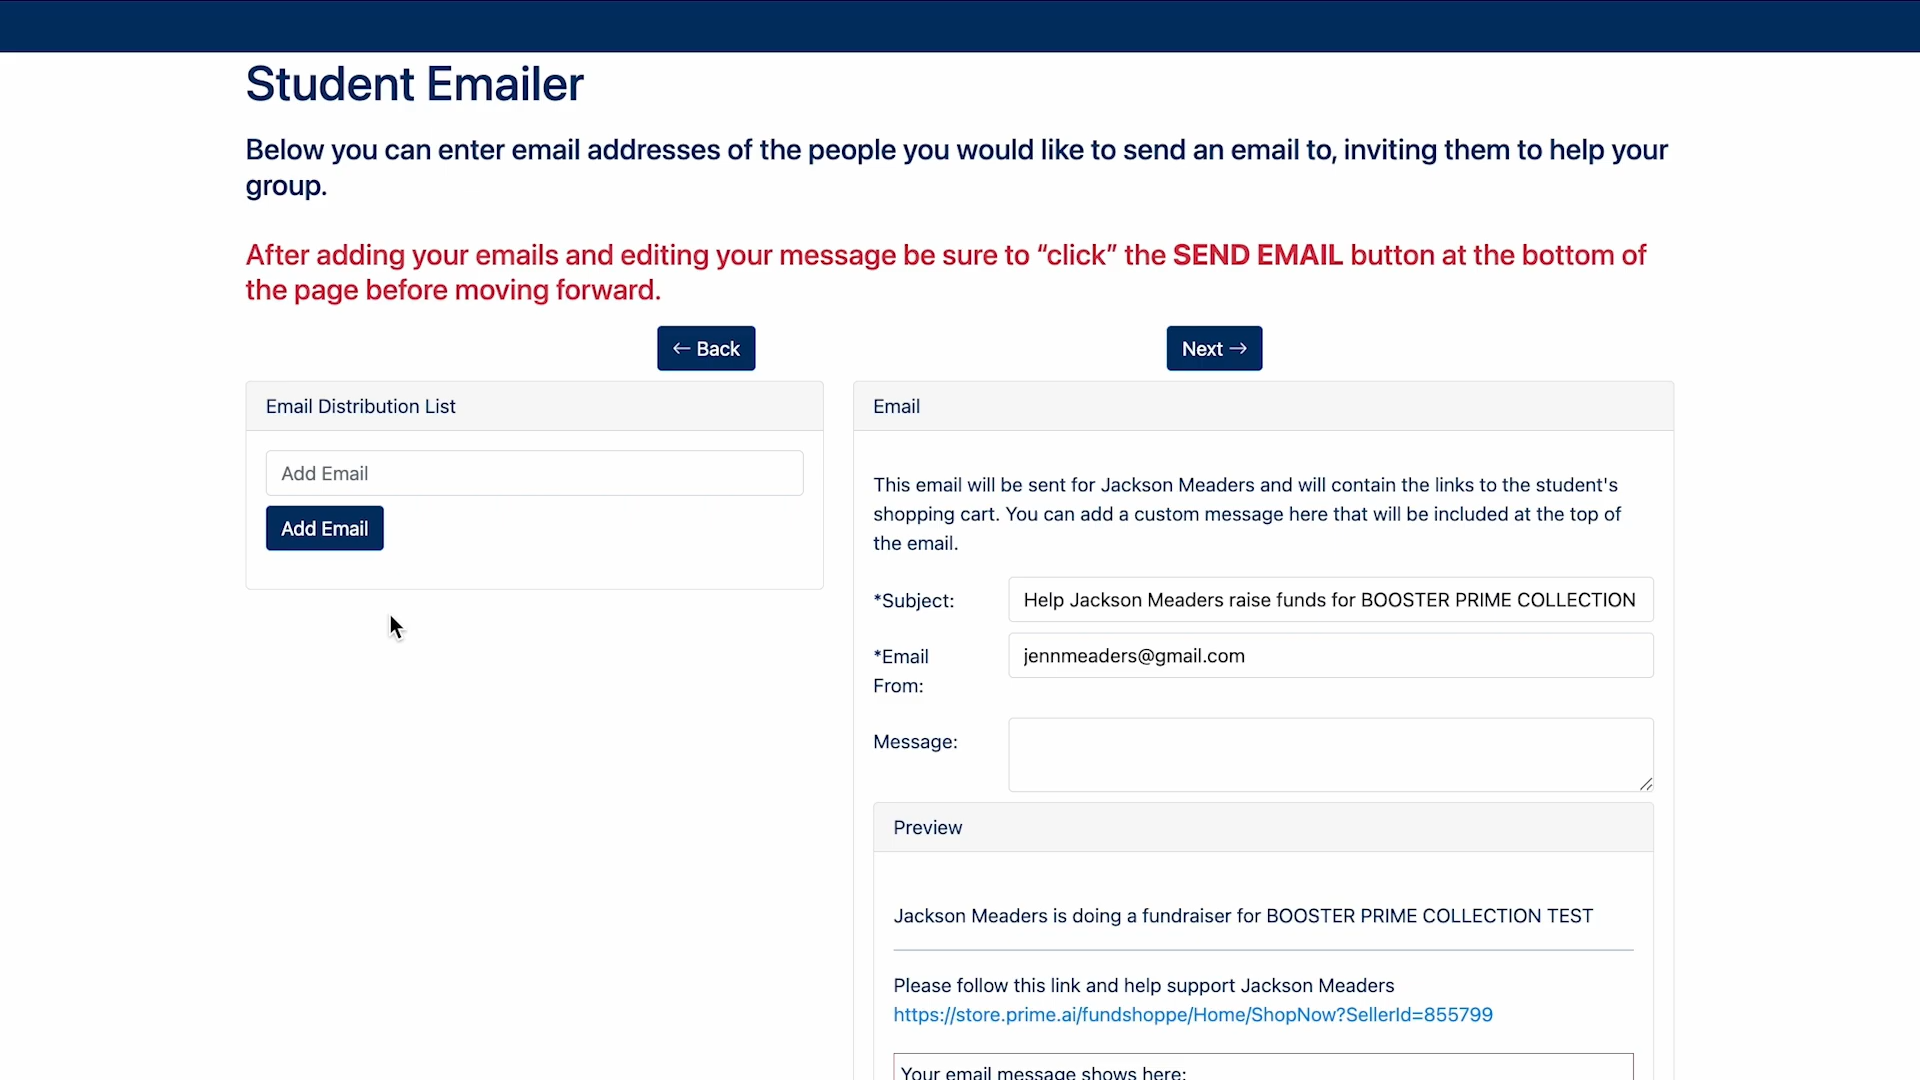 Student Emailer
Below you can enter email addresses of the people you would like to send an email to, inviting them to help your
group.
After adding your emails and editing your message be sure to “click” the SEND EMAIL button at the bottom of
the page before moving forward.
← Back
Next →
Email Distribution List
Add Email
Add Email
Email
This email will be sent for Jackson Meaders and will contain the links to the student's
shopping cart. You can add a custom message here that will be included at the top of
the email.
*Subject:
Help Jackson Meaders raise funds for BOOSTER PRIME COLLECTION
*Email
From:
jennmeaders@gmail.com
Message:
Preview
Jackson Meaders is doing a fundraiser for BOOSTER PRIME COLLECTION TEST
Please follow this link and help support Jackson Meaders
https://store.prime.ai/fundshoppe/Home/ShopNow?SellerId=855799
Your email message shows here: